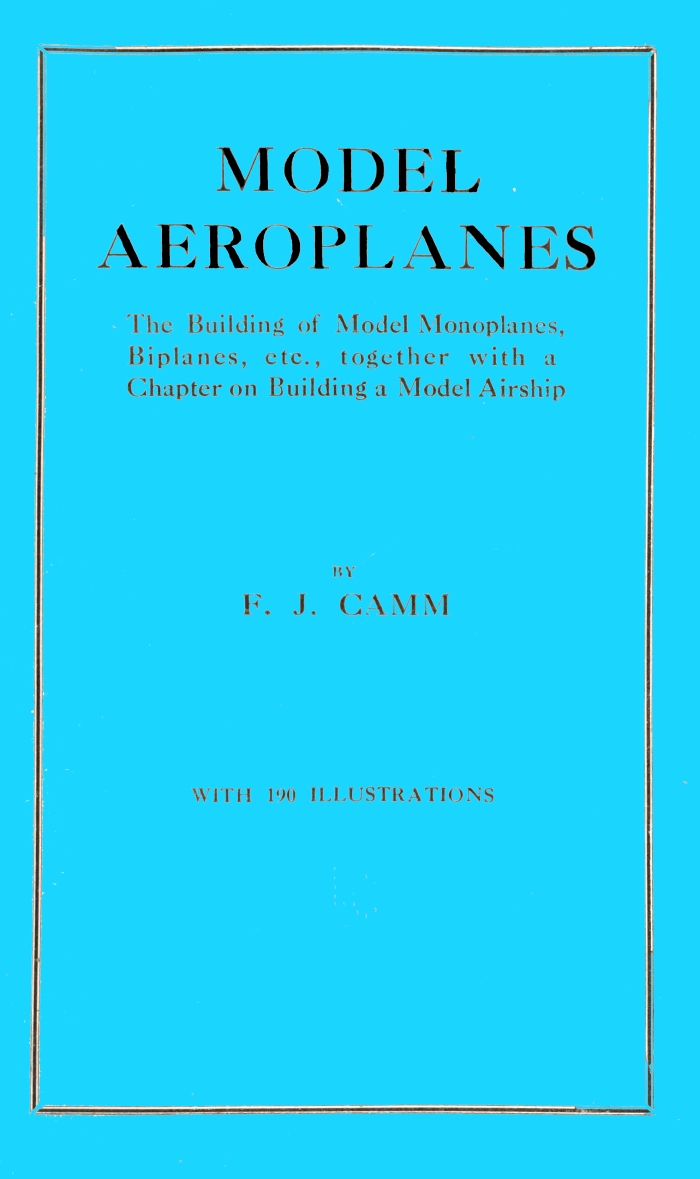 MODEL
AEROPLANES
The Building of Model Monoplanes,
Biplanes, etc., together with a
Chapter on Building a Model Airship
BY
F. J. CAMM
WITH 190 ILLUSTRATIONS